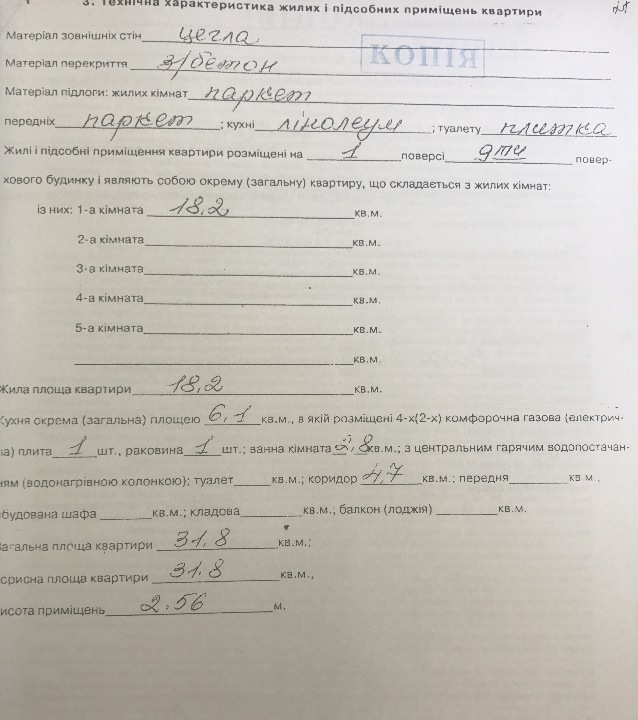 3. Технічна характеристика жилих і підсобних приміщень квартири
Матеріал зовнішніх стін цегла
КОПІЯ
Матеріал перекриття з/бетон
Матеріал підлоги: жилих кімнат паркет
передніх паркет; кухні лінолеум; туалету плитка
Жилі і підсобні приміщення квартири розміщені на 1 поверсі 9ти повер-
хового будинку і являють собою окрему (загальну) квартиру, що складається з жилих кімнат:
із них: 1-а кімната 18,2 кв.м.
2-а кімната кв.м.
3-а кімната кв.м.
4-а кімната кв.м.
5-а кімната кв.м.
кв.м.
Жила площа квартири 18,2 кв.м.
Кухня окрема (загальна) площею 6,1 кв.м., в якій розміщені 4-х(2-х) комфорочна газова (електрич-
на) плита 1 шт., раковина 1 шт.; ванна кімната 2,8 кв.м.; з центральним гарячим водопостачан-
ням (водонагрівною колонкою); туалет кв.м.; коридор 4,7 кв.м.; передня кв м.,
вбудована шафа кв.м.; кладова кв.м.; балкон (лоджія) кв.м.
Загальна площа квартири 31,8 кв.м.;
Корисна площа квартири 31.8 кв.м.,
Висота приміщень 2.56 м.